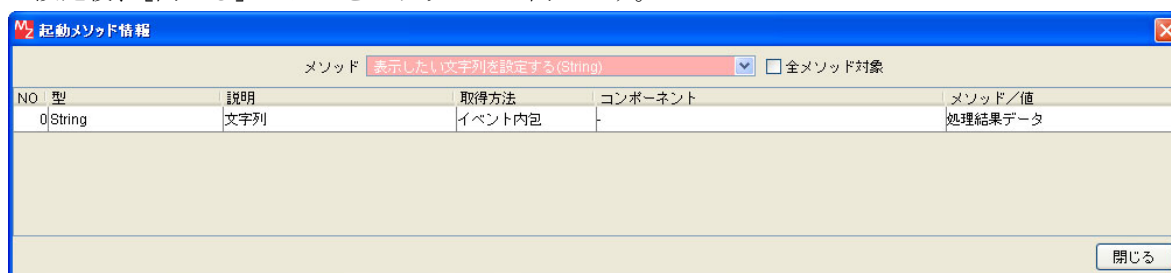 起動メソッド情報
メソッド 表示したい文字列を設定する(String) 全メソッド対象
NO 型 説明 取得方法 コンポーネント メソッド／値
0 String 文字列 イベント内包 - 処理結果データ
閉じる